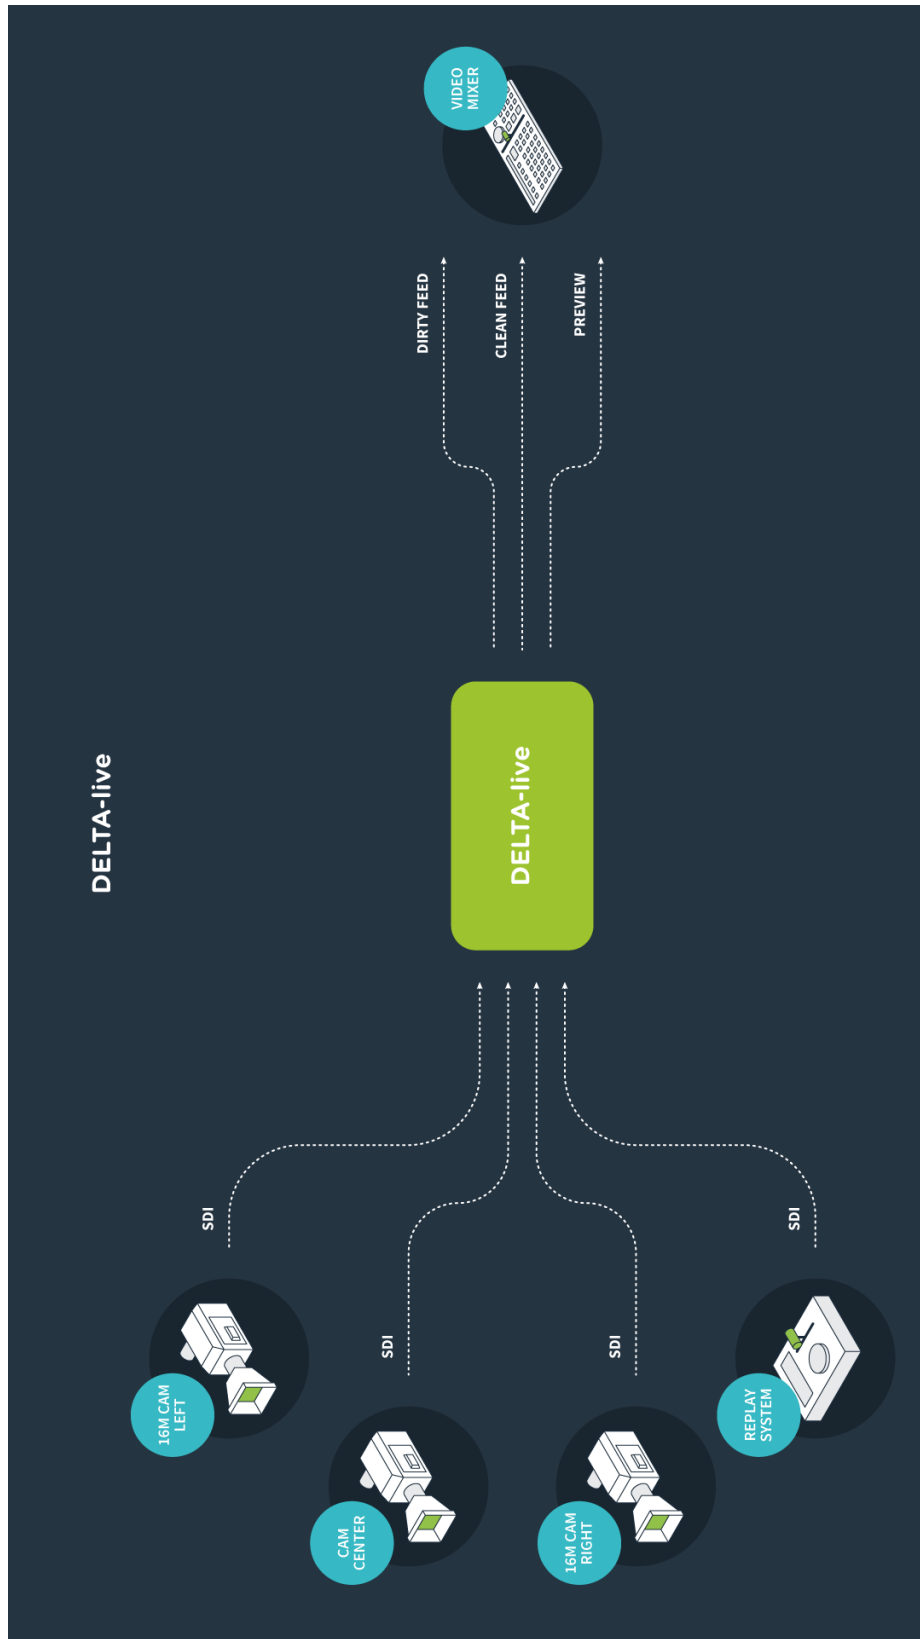 DELTA-live
16M CAM
LEFT
SDI
CAM
CENTER
SDI
16M CAM
RIGHT
SDI
REPLAY
SYSTEM
SDI
DELTA-live
DIRTY FEED
CLEAN FEED
PREVIEW
VIDEO
MIXER